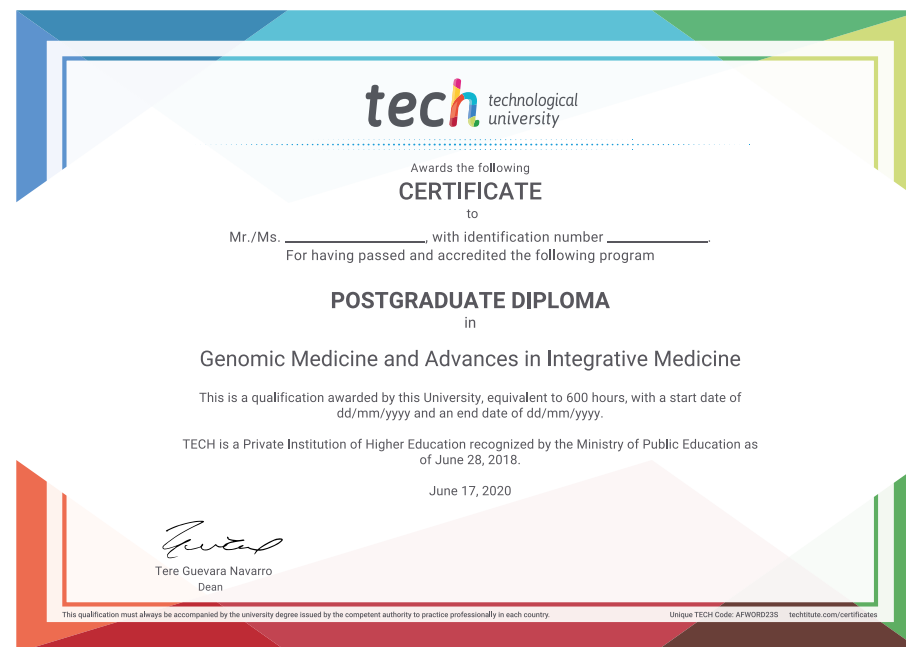 tech technological
university
Awards the following
CERTIFICATE
to
Mr./Ms. ____________________, with identification number ______________.
For having passed and accredited the following program
POSTGRADUATE DIPLOMA
in
Genomic Medicine and Advances in Integrative Medicine
This is a qualification awarded by this University, equivalent to 600 hours, with a start date of
dd/mm/yyyy and an end date of dd/mm/yyyy.
TECH is a Private Institution of Higher Education recognized by the Ministry of Public Education as
of June 28, 2018.
June 17, 2020
Tere Guevara Navarro
Dean
This qualification must always be accompanied by the university degree issued by the competent authority to practice professionally in each country. Unique TECH Code: AFWORD23S techtitute.com/certificates